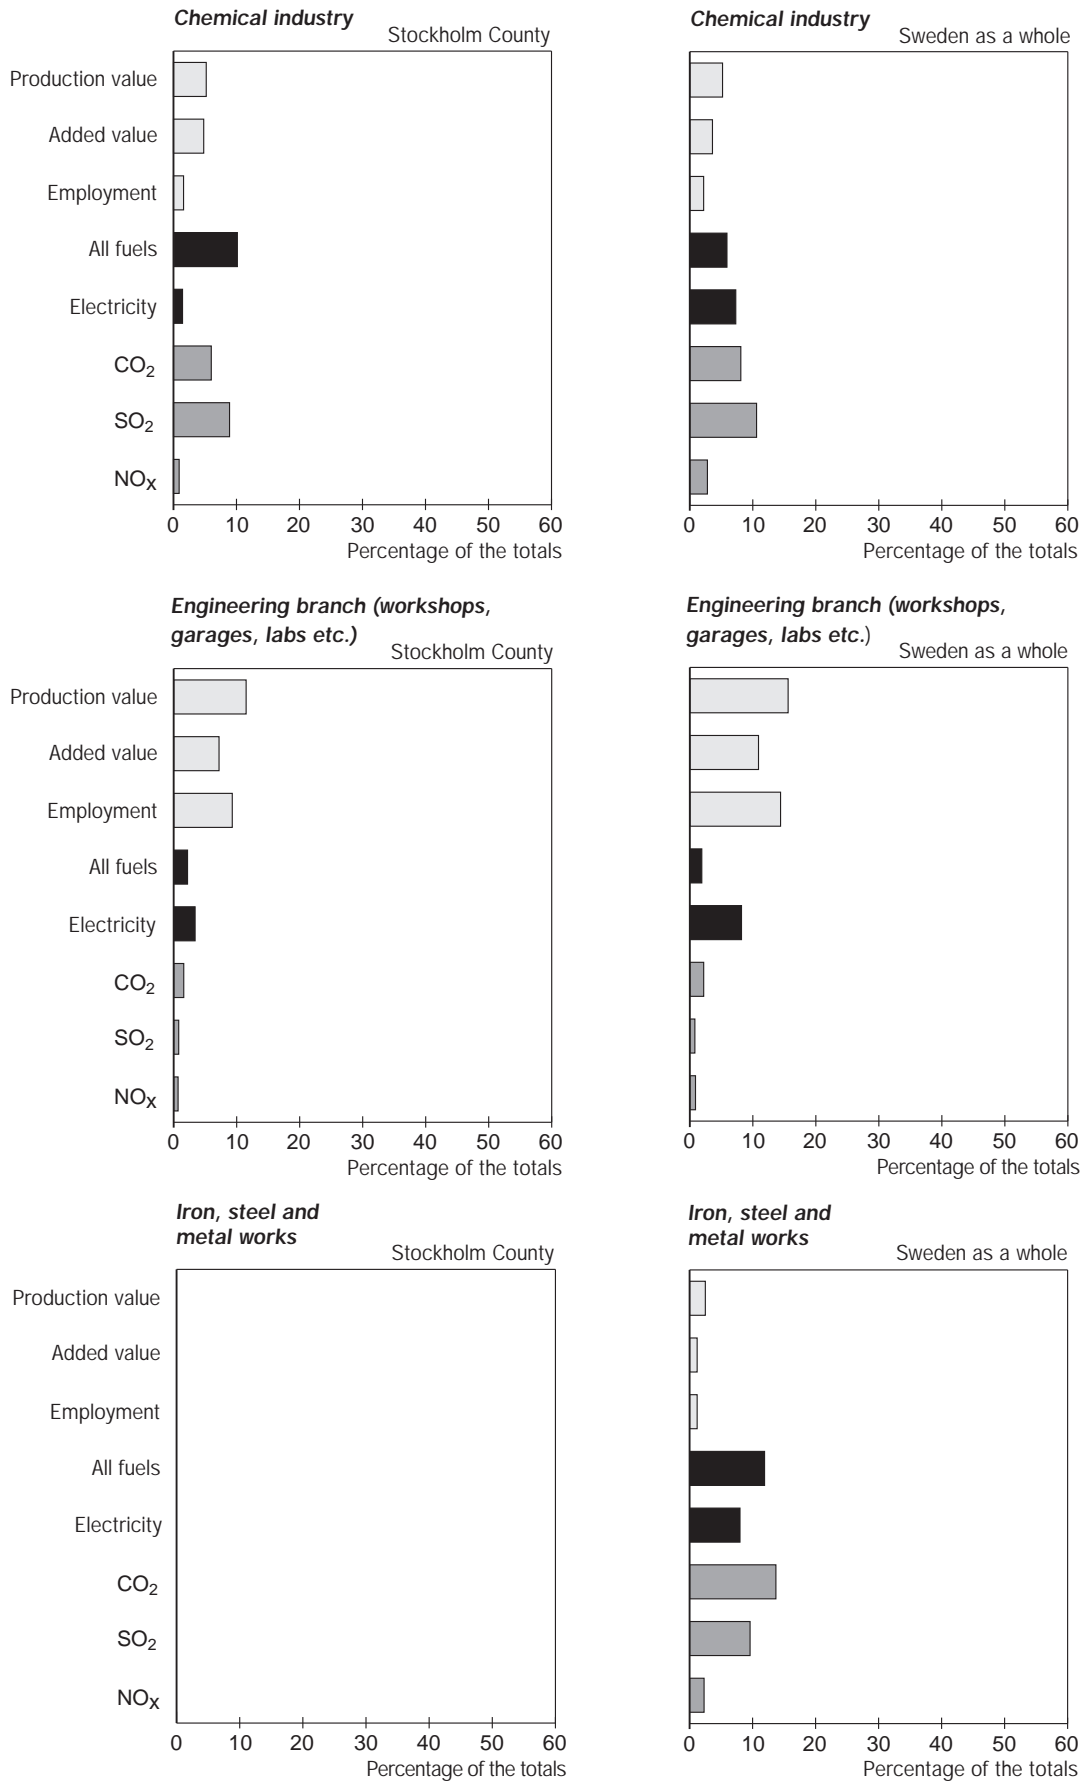 Chemical industry
Stockholm County
Production value
Added value
Employment
All fuels
Electricity
CO2
SO2
NOx
0 10 20 30 40 50 60
Percentage of the totals
Chemical industry
Sweden as a whole
0 10 20 30 40 50 60
Percentage of the totals
Engineering branch (workshops,
garages, labs etc.)
Stockholm County
Production value
Added value
Employment
All fuels
Electricity
CO2
SO2
NOx
0 10 20 30 40 50 60
Percentage of the totals
Engineering branch (workshops,
garages, labs etc.)
Sweden as a whole
0 10 20 30 40 50 60
Percentage of the totals
Iron, steel and
metal works
Stockholm County
Production value
Added value
Employment
All fuels
Electricity
CO2
SO2
NOx
0 10 20 30 40 50 60
Percentage of the totals
Iron, steel and
metal works
Sweden as a whole
0 10 20 30 40 50 60
Percentage of the totals